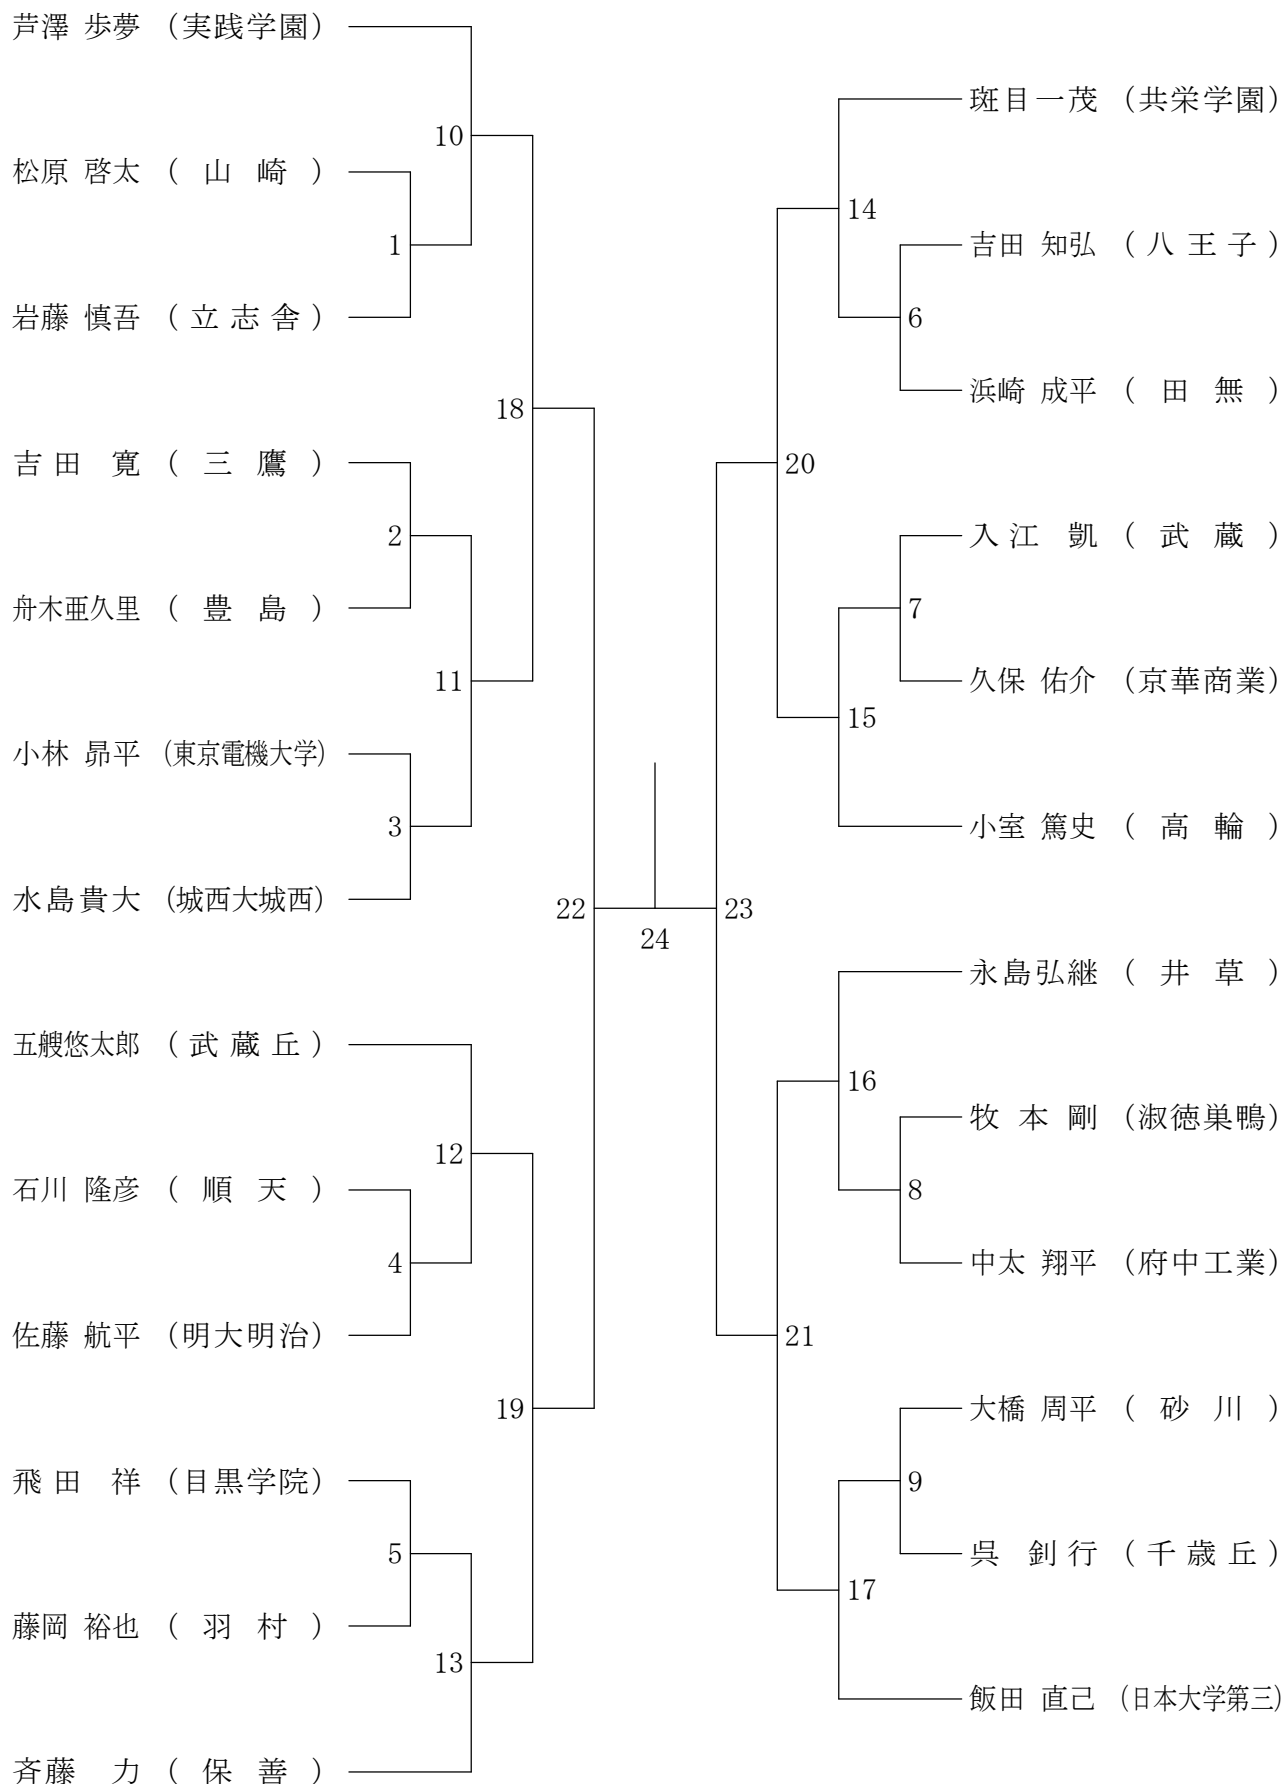 芦澤 歩夢 (実践学園)
10
松原 啓太 (山崎)
1
岩藤 慎吾 (立志舎)
18
吉田 寛 (三鷹)
2
舟木亜久里 (豊島)
11
小林 昂平 (東京電機大学)
3
水島貴大 (城西大城西)
22
五艘悠太郎 (武蔵丘)
12
石川 隆彦 (順天)
4
佐藤 航平 (明大明治)
19
飛田 祥 (目黒学院)
5
藤岡 裕也 (羽村)
13
斉藤 力 (保善)
24
斑目一茂 (共栄学園)
14
吉田 知弘 (八王子)
6
浜崎 成平 (田無)
20
入江 凱 (武蔵)
7
久保 佑介 (京華商業)
15
小室 篤史 (高輪)
23
永島弘継 (井草)
16
牧本 剛 (淑徳巣鴨)
8
中太 翔平 (府中工業)
21
大橋 周平 (砂川)
9
呉 釗行 (千歳丘)
17
飯田 直己 (日本大学第三)